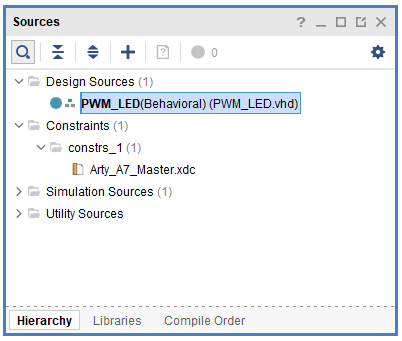 Sources
0
Design Sources (1)
PWM_LED(Behavioral) (PWM_LED.vhd)
Constraints (1)
constrs_1 (1)
Arty_A7_Master.xdc
Simulation Sources (1)
Utility Sources
Hierarchy Libraries Compile Order